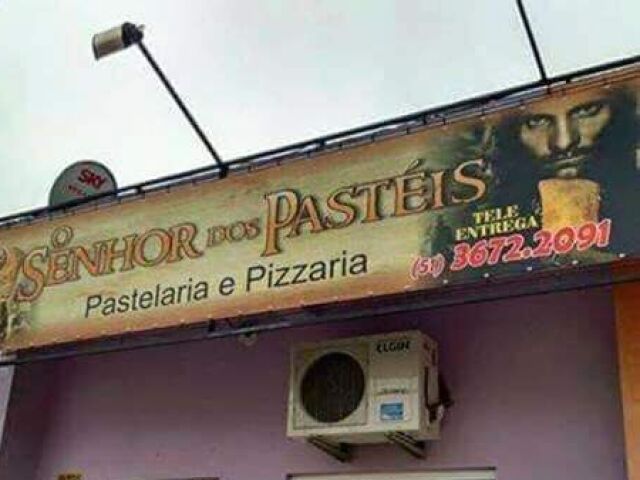 SKY
O SENHOR DOS PASTÉIS
Pastelaria e Pizzaria
TELE
ENTREGA
(51) 3672.2091
ELGIN